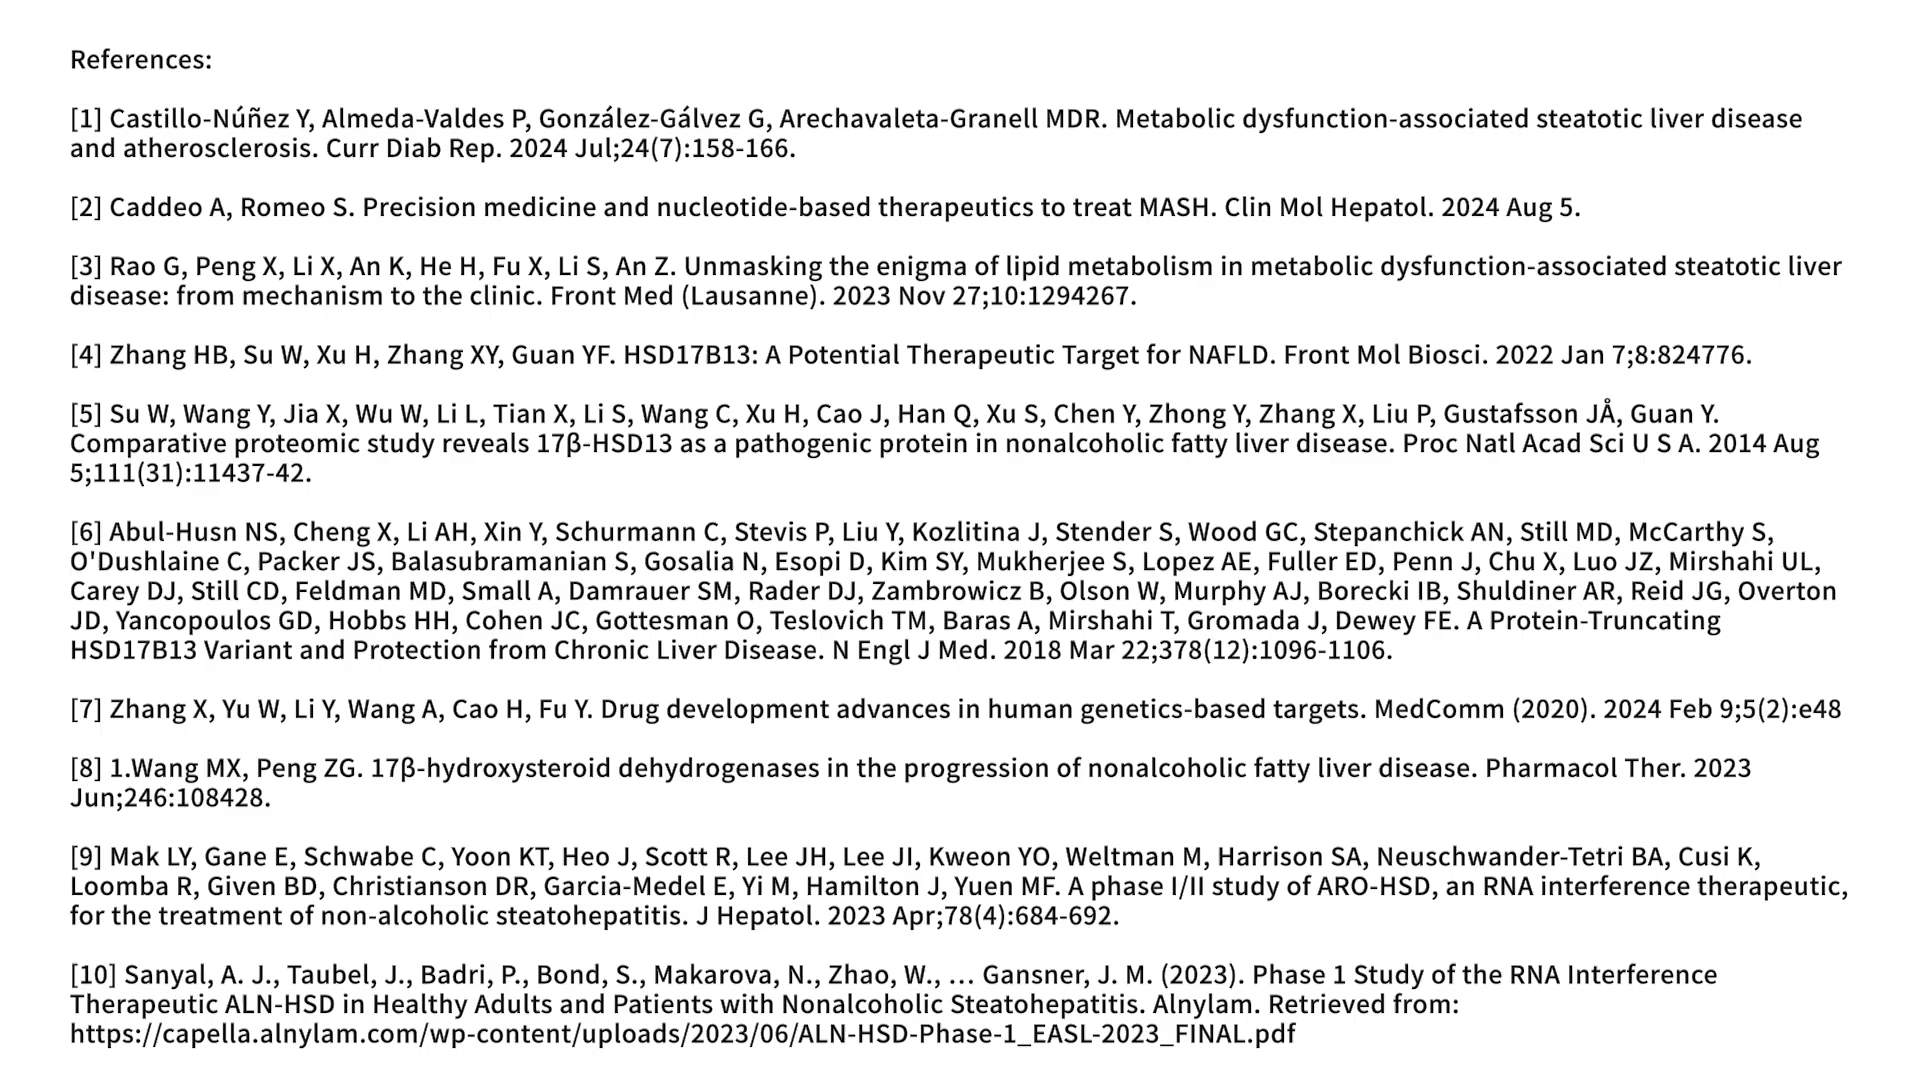 References:
[1] Castillo-Núñez Y, Almeda-Valdes P, González-Gálvez G, Arechavaleta-Granell MDR. Metabolic dysfunction-associated steatotic liver disease
and atherosclerosis. Curr Diab Rep. 2024 Jul;24(7):158-166.
[2] Caddeo A, Romeo S. Precision medicine and nucleotide-based therapeutics to treat MASH. Clin Mol Hepatol. 2024 Aug 5.
[3] Rao G, Peng X, Li X, An K, He H, Fu X, Li S, An Z. Unmasking the enigma of lipid metabolism in metabolic dysfunction-associated steatotic liver
disease: from mechanism to the clinic. Front Med (Lausanne). 2023 Nov 27;10:1294267.
[4] Zhang HB, Su W, Xu H, Zhang XY, Guan YF. HSD17B13: A Potential Therapeutic Target for NAFLD. Front Mol Biosci. 2022 Jan 7;8:824776.
[5] Su W, Wang Y, Jia X, Wu W, Li L, Tian X, Li S, Wang C, Xu H, Cao J, Han Q, Xu S, Chen Y, Zhong Y, Zhang X, Liu P, Gustafsson JÅ, Guan Y.
Comparative proteomic study reveals 17β-HSD13 as a pathogenic protein in nonalcoholic fatty liver disease. Proc Natl Acad Sci U S A. 2014 Aug
5;111(31):11437-42.
[6] Abul-Husn NS, Cheng X, Li AH, Xin Y, Schurmann C, Stevis P, Liu Y, Kozlitina J, Stender S, Wood GC, Stepanchick AN, Still MD, McCarthy S,
O'Dushlaine C, Packer JS, Balasubramanian S, Gosalia N, Esopi D, Kim SY, Mukherjee S, Lopez AE, Fuller ED, Penn J, Chu X, Luo JZ, Mirshahi UL,
Carey DJ, Still CD, Feldman MD, Small A, Damrauer SM, Rader DJ, Zambrowicz B, Olson W, Murphy AJ, Borecki IB, Shuldiner AR, Reid JG, Overton
JD, Yancopoulos GD, Hobbs HH, Cohen JC, Gottesman O, Teslovich TM, Baras A, Mirshahi T, Gromada J, Dewey FE. A Protein-Truncating
HSD17B13 Variant and Protection from Chronic Liver Disease. N Engl J Med. 2018 Mar 22;378(12):1096-1106.
[7] Zhang X, Yu W, Li Y, Wang A, Cao H, Fu Y. Drug development advances in human genetics-based targets. MedComm (2020). 2024 Feb 9;5(2):e48
[8] 1.Wang MX, Peng ZG. 17β-hydroxysteroid dehydrogenases in the progression of nonalcoholic fatty liver disease. Pharmacol Ther. 2023
Jun;246:108428.
[9] Mak LY, Gane E, Schwabe C, Yoon KT, Heo J, Scott R, Lee JH, Lee JI, Kweon YO, Weltman M, Harrison SA, Neuschwander-Tetri BA, Cusi K,
Loomba R, Given BD, Christianson DR, Garcia-Medel E, Yi M, Hamilton J, Yuen MF. A phase I/II study of ARO-HSD, an RNA interference therapeutic,
for the treatment of non-alcoholic steatohepatitis. J Hepatol. 2023 Apr;78(4):684-692.
[10] Sanyal, A. J., Taubel, J., Badri, P., Bond, S., Makarova, N., Zhao, W., … Gansner, J. M. (2023). Phase 1 Study of the RNA Interference
Therapeutic ALN-HSD in Healthy Adults and Patients with Nonalcoholic Steatohepatitis. Alnylam. Retrieved from:
https://capella.alnylam.com/wp-content/uploads/2023/06/ALN-HSD-Phase-1_EASL-2023_FINAL.pdf